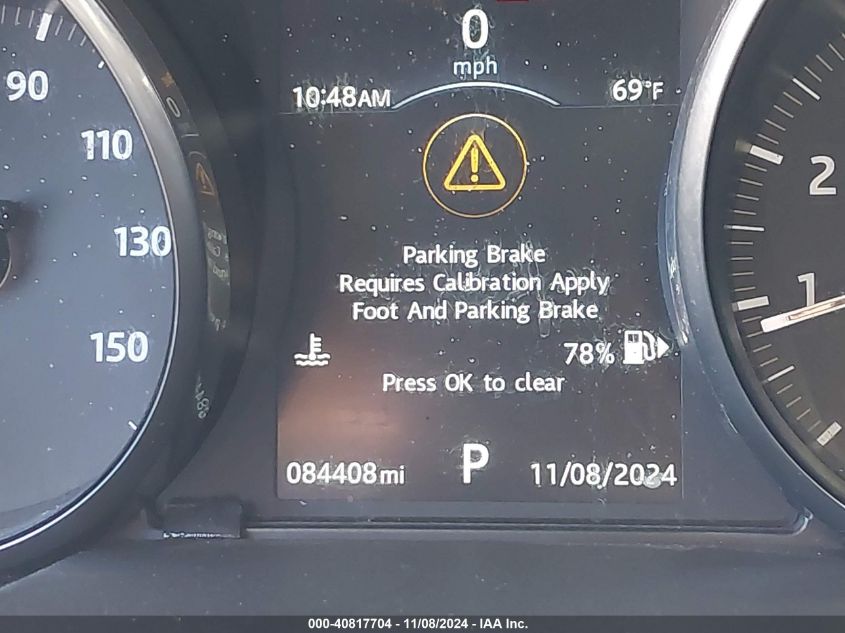 0
mph
10:48AM 69°F
90
110
130
150
2
1
Parking Brake
Requires Calibration Apply
Foot And Parking Brake
78%
Press OK to clear
084408mi P 11/08/2024
000-40817704 - 11/08/2024 - IAA Inc.